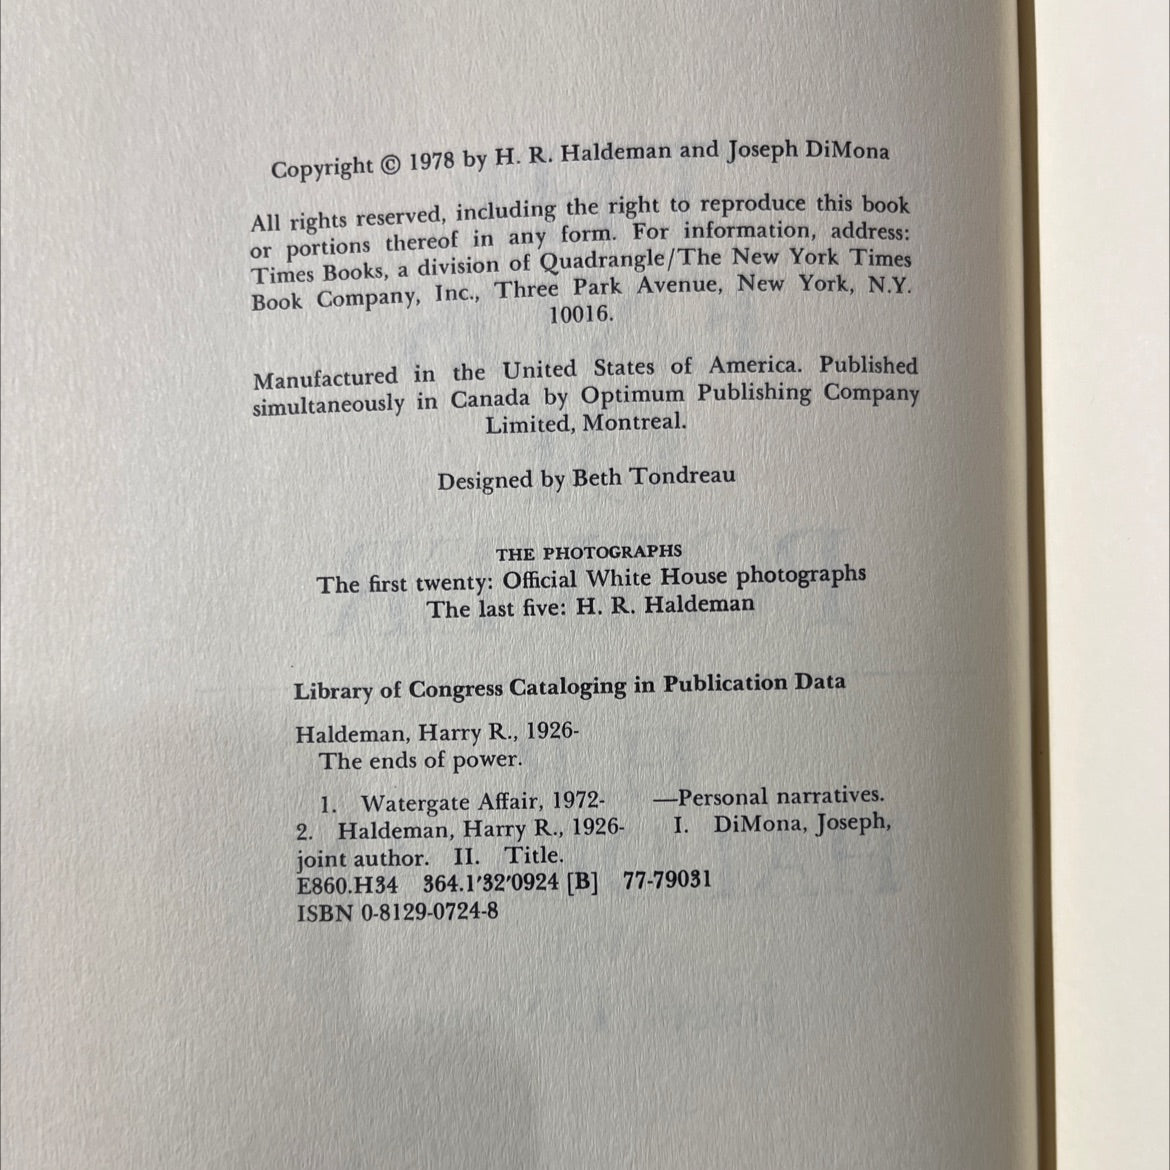 Copyright © 1978 by H. R. Haldeman and Joseph DiMona
All rights reserved, including the right to reproduce this book
or portions thereof in any form. For information, address:
Times Books, a division of Quadrangle/The New York Times
Book Company, Inc., Three Park Avenue, New York, N.Y.
10016.
Manufactured in the United States of America. Published
simultaneously in Canada by Optimum Publishing Company
Limited, Montreal.
Designed by Beth Tondreau
THE PHOTOGRAPHS
The first twenty: Official White House photographs
The last five: H. R. Haldeman
Library of Congress Cataloging in Publication Data
Haldeman, Harry R., 1926-
The ends of power.
1. Watergate Affair, 1972- —Personal narratives.
2. Haldeman, Harry R., 1926- I. DiMona, Joseph,
joint author. II. Title.
E860.H34 364.1'32'0924 [B] 77-79031
ISBN 0-8129-0724-8